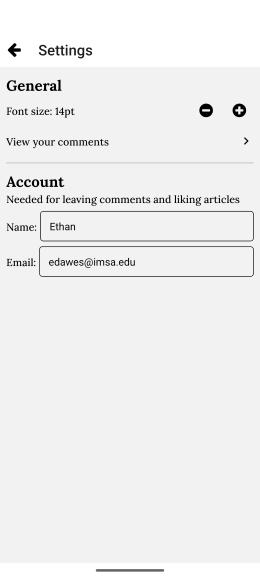 Settings
General
Font size: 14pt
View your comments
Account
Needed for leaving comments and liking articles
Name: Ethan
Email: edawes@imsa.edu